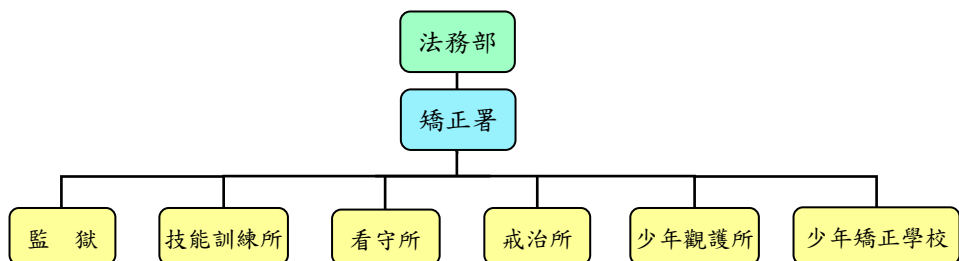 法務部
矯正署
監　獄
技能訓練所
看守所
戒治所
少年觀護所
少年矯正學校